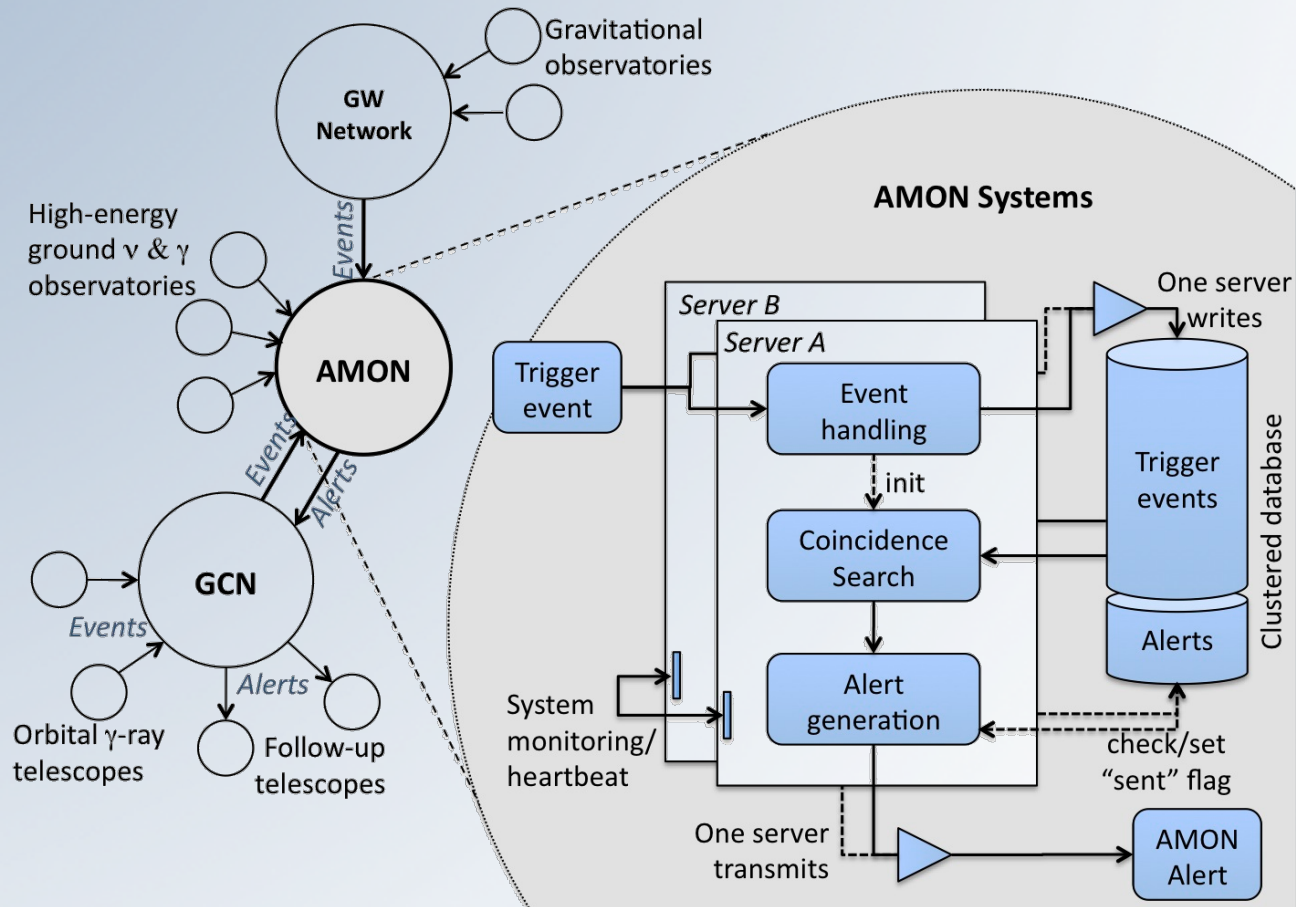 Gravitational
observatories
GW
Network
Events
High-energy
ground ν & γ
observatories
AMON
Events
Alerts
GCN
Events
Alerts
Orbital γ-ray
telescopes
Follow-up
telescopes
AMON Systems
Server B
Server A
One server
writes
Trigger
event
Event
handling
init
Trigger
events
Clustered database
Coincidence
Search
Alerts
Alert
generation
System
monitoring/
heartbeat
check/set
“sent” flag
One server
transmits
AMON
Alert